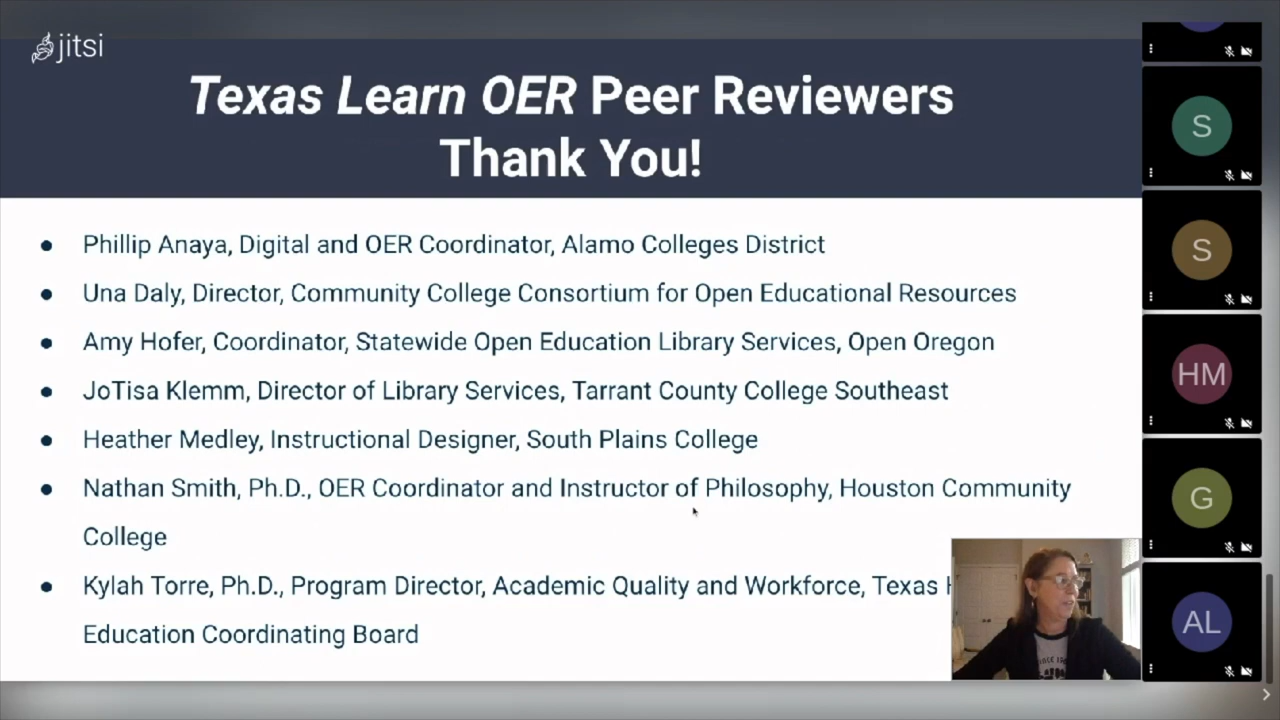 jitsi
Texas Learn OER Peer Reviewers
Thank You!
Phillip Anaya, Digital and OER Coordinator, Alamo Colleges District
Una Daly, Director, Community College Consortium for Open Educational Resources
Amy Hofer, Coordinator, Statewide Open Education Library Services, Open Oregon
JoTisa Klemm, Director of Library Services, Tarrant County College Southeast
Heather Medley, Instructional Designer, South Plains College
Nathan Smith, Ph.D., OER Coordinator and Instructor of Philosophy, Houston Community
College
Kylah Torre, Ph.D., Program Director, Academic Quality and Workforce, Texas
Education Coordinating Board
S
S
HM
G
AL